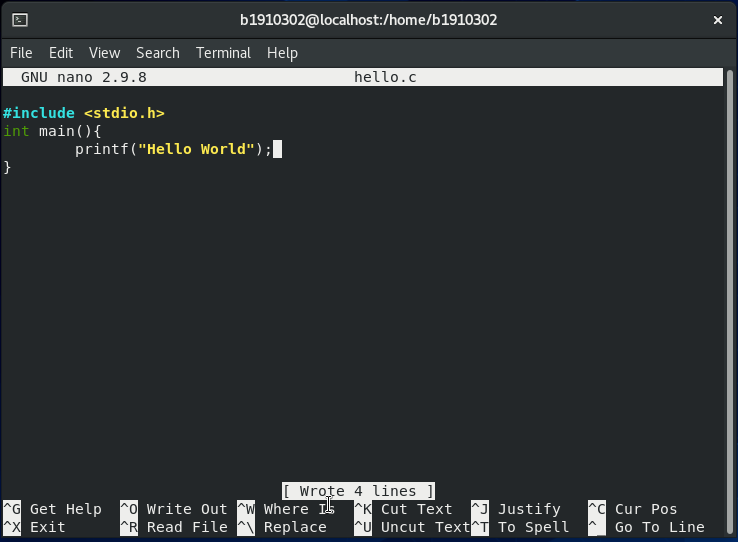 b1910302@localhost:/home/b1910302
File Edit View Search Terminal Help
GNU nano 2.9.8 hello.c
#include <stdio.h>
int main(){
        printf("Hello World");
}
[ Wrote 4 lines ]
^G Get Help ^O Write Out ^W Where Is ^K Cut Text ^J Justify ^C Cur Pos
^X Exit ^R Read File ^\ Replace ^U Uncut Text ^T To Spell ^_ Go To Line